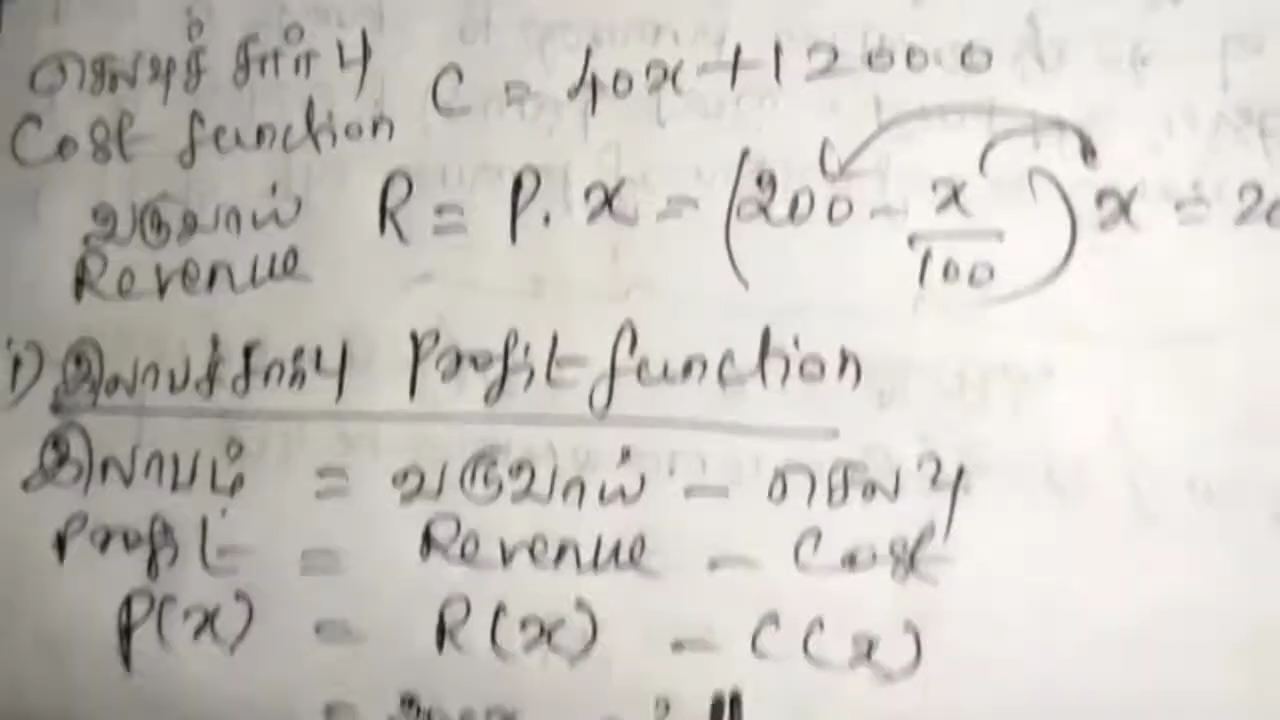 செலவுச் சார்பு C = 40x + 12000
Cost function
வருவாய் R = P. x = (200 - x/100) x = 20
Revenue
i) இலாபச்சார்பு Profit function
இலாபம் = வருவாய் - செலவு
Profit = Revenue - Cost
P(x) = R(x) - C(x)